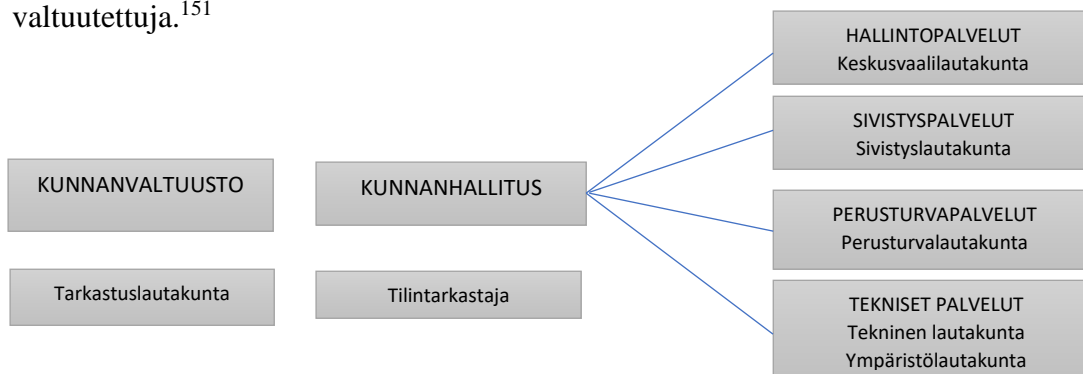 valtuutettuja.151
KUNNANVALTUUSTO
Tarkastuslautakunta
KUNNANHALLITUS
Tilintarkastaja
HALLINTOPALVELUT
Keskusvaalilautakunta
SIVISTYSPALVELUT
Sivistyslautakunta
PERUSTURVAPALVELUT
Perusturvalautakunta
TEKNISET PALVELUT
Tekninen lautakunta
Ympäristölautakunta